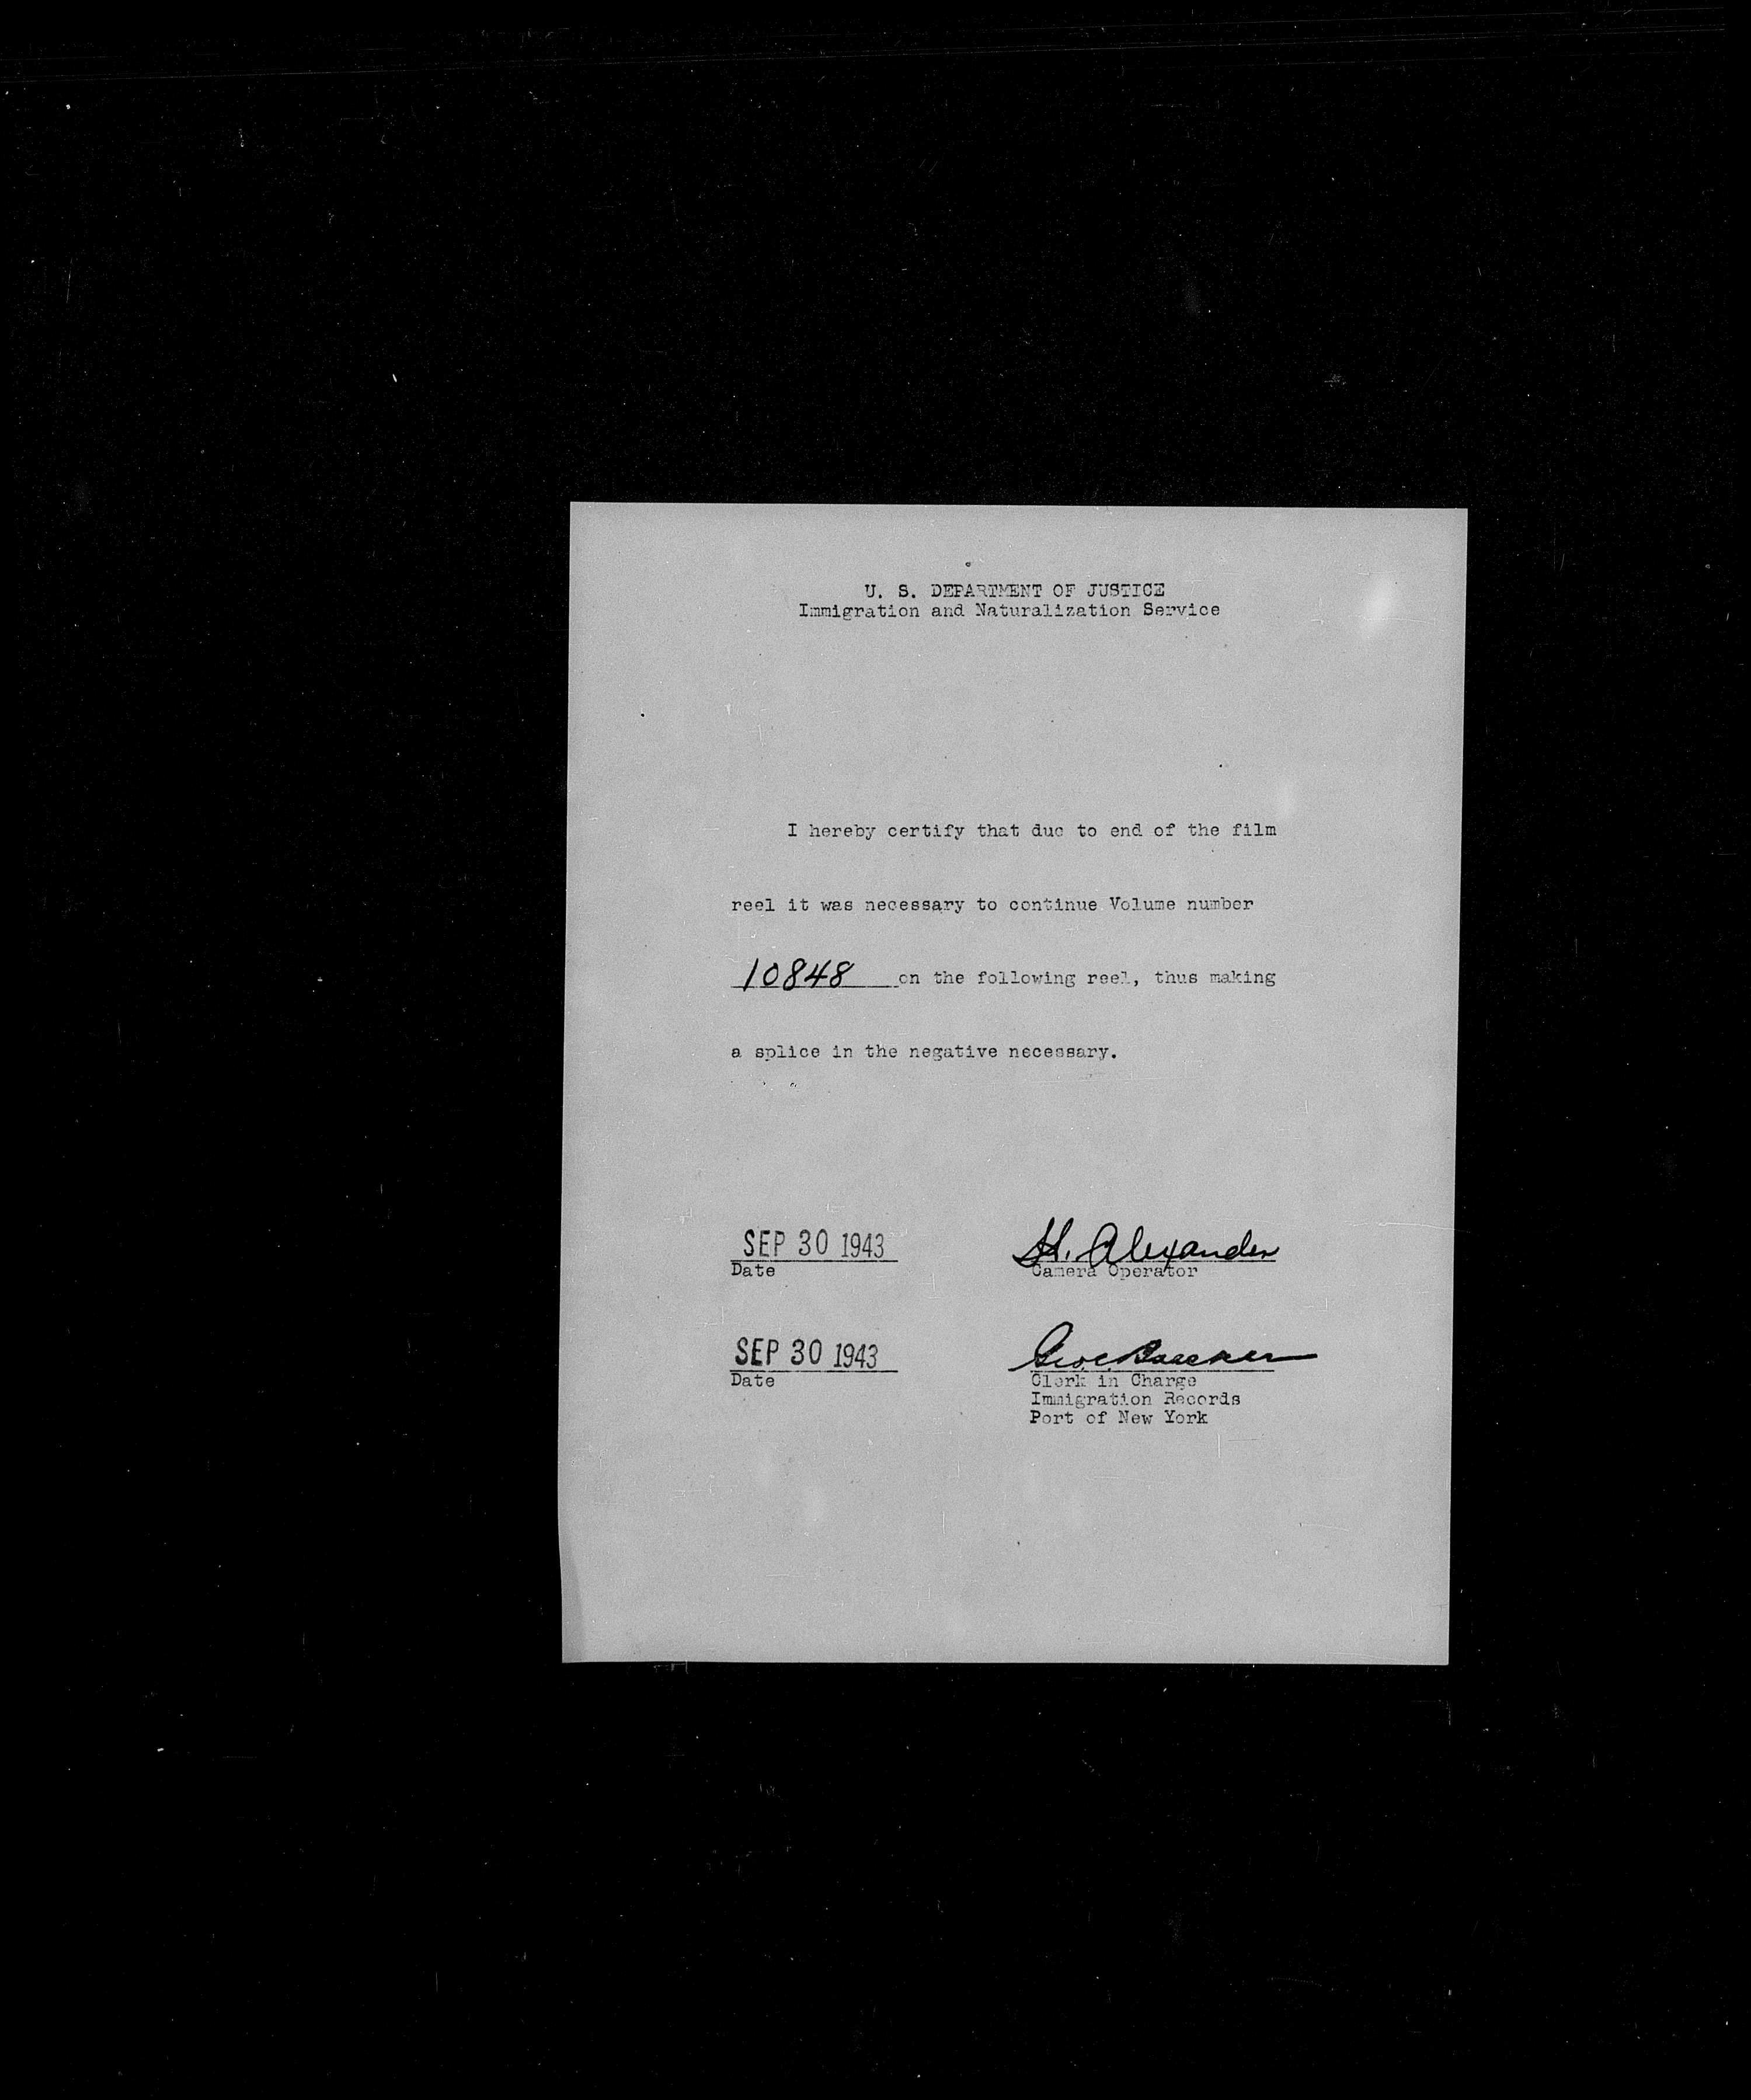 U. S. DEPARTMENT OF JUSTICE
Immigration and Naturalization Service
I hereby certify that due to end of the film
reel it was necessary to continue Volume number
10848 on the following reel, thus making
a splice in the negative necessary.
SEP 30 1943 H. Alexander
Date Camera Operator
SEP 30 1943
Date Clerk in Charge
Immigration Records
Port of New York